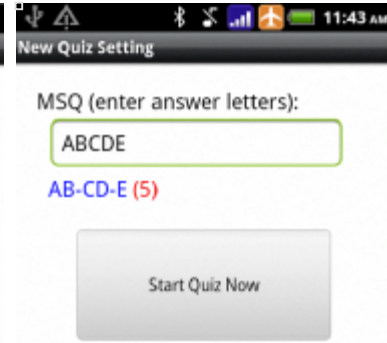 11:43 AM
New Quiz Setting
MSQ (enter answer letters):
ABCDE
AB-CD-E (5)
Start Quiz Now